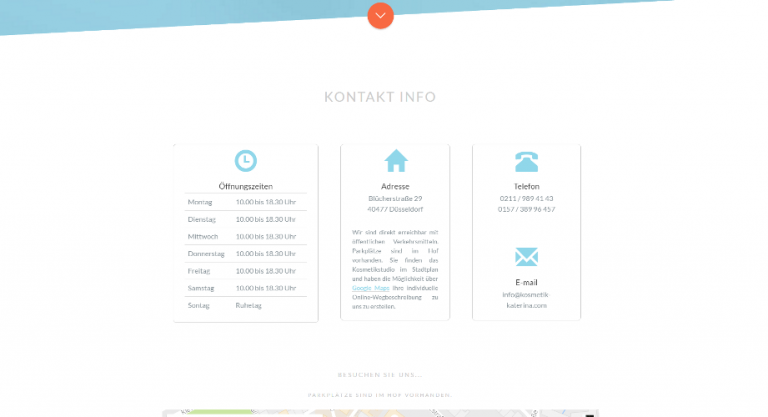 KONTAKT INFO
Öffnungszeiten
Montag 10.00 bis 18.30 Uhr
Dienstag 10.00 bis 18.30 Uhr
Mittwoch 10.00 bis 18.30 Uhr
Donnerstag 10.00 bis 18.30 Uhr
Freitag 10.00 bis 18.30 Uhr
Samstag 10.00 bis 18.30 Uhr
Sontag Ruhetag
Adresse
Blücherstraße 29
40477 Düsseldorf
Wir sind direkt erreichbar mit
öffentlichen Verkehrsmitteln.
Parkplätze sind im Hof
vorhanden. Sie finden das
Kosmetikstudio im Stadtplan
und haben die Möglichkeit über
Google Maps Ihre individuelle
Online-Wegbeschreibung zu
uns zu erstellen.
Telefon
0211 / 989 41 43
0157 / 389 96 457
E-mail
info@kosmetik
katerina.com
BESUCHEN SIE UNS...
PARKPLÄTZE SIND IM HOF VORHANDEN.